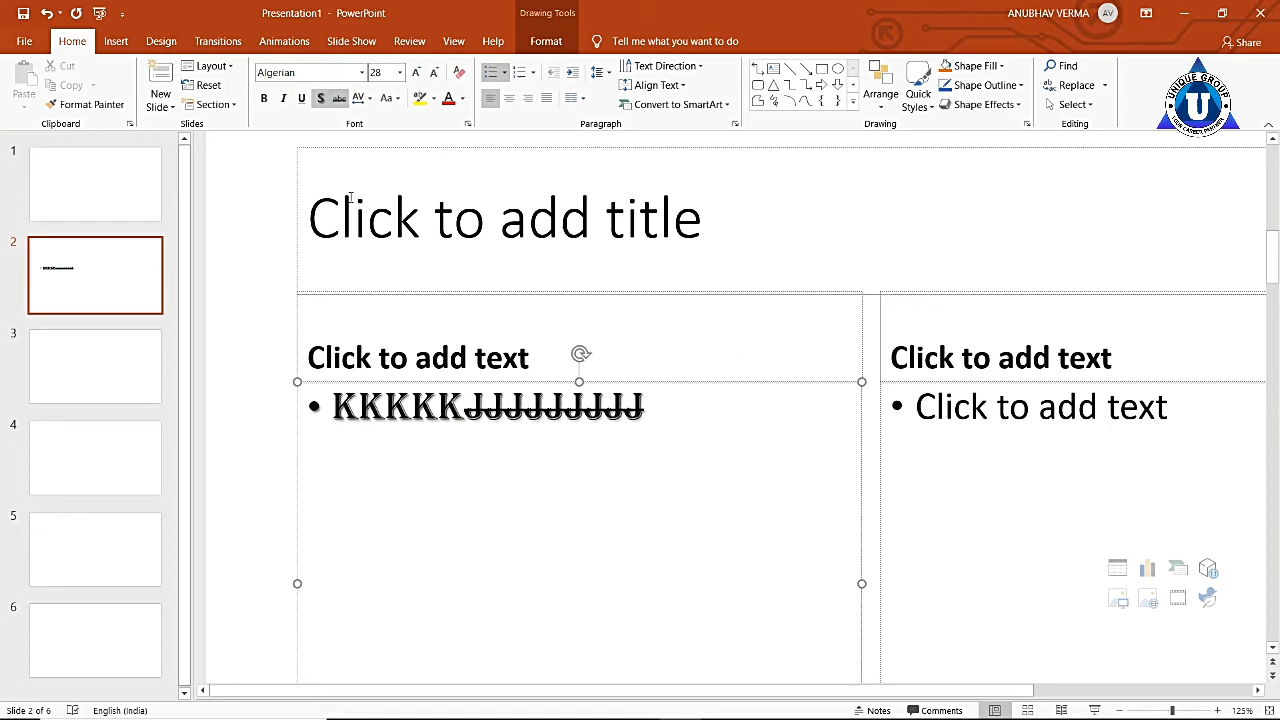 Presentation1 - PowerPoint
Drawing Tools
ANUBHAV VERMA
AV
File Home Insert Design Transitions Animations Slide Show Review View Help Format Tell me what you want to do
Share
Paste
Cut
Copy
Format Painter
Clipboard
New Slide
Layout
Reset
Section
Slides
Algerian 28
B I U S abc AV Aa A
Font
Text Direction
Align Text
Convert to SmartArt
Paragraph
Arrange
Quick Styles
Shape Fill
Shape Outline
Shape Effects
Drawing
Find
Replace
Select
Editing
UNIQUE GROUP
U
YOUR CAREER PARTNER
1
2
3
4
5
6
Click to add title
Click to add text
Click to add text
• KKKKKJJJJJJJJJ
• Click to add text
Slide 2 of 6
English (India)
Notes
Comments
125%